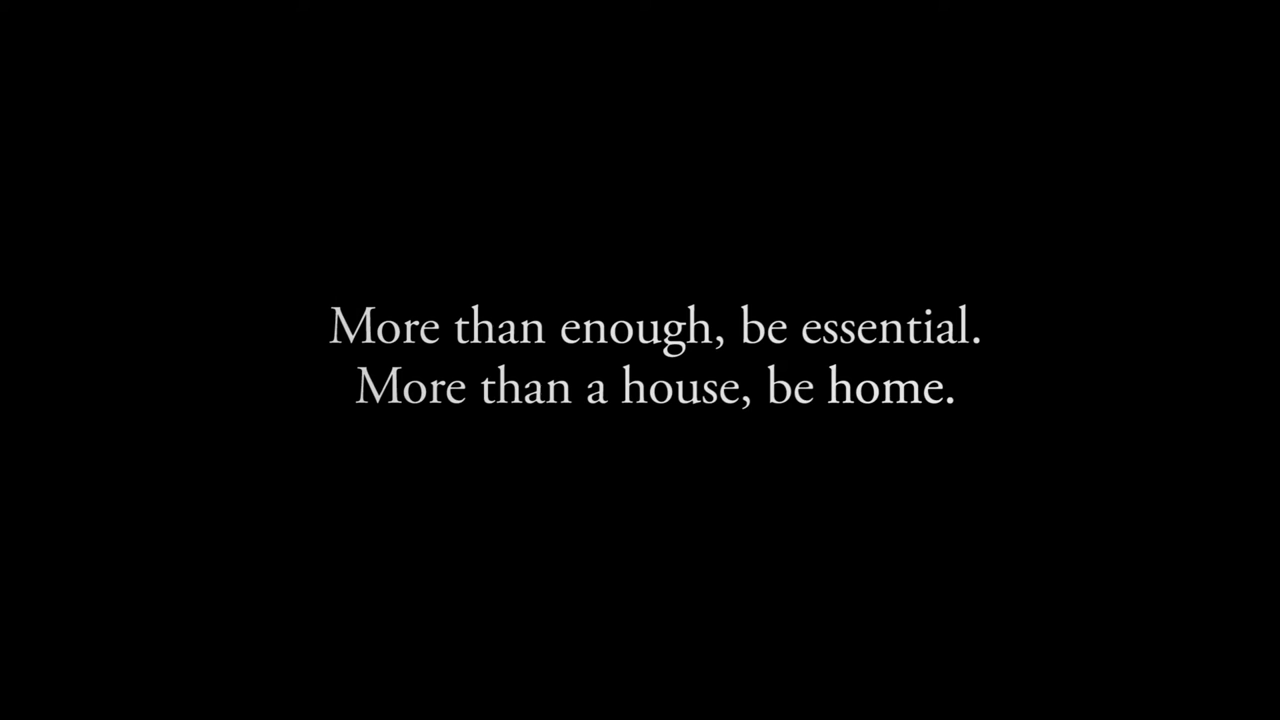 More than enough, be essential.
More than a house, be home.